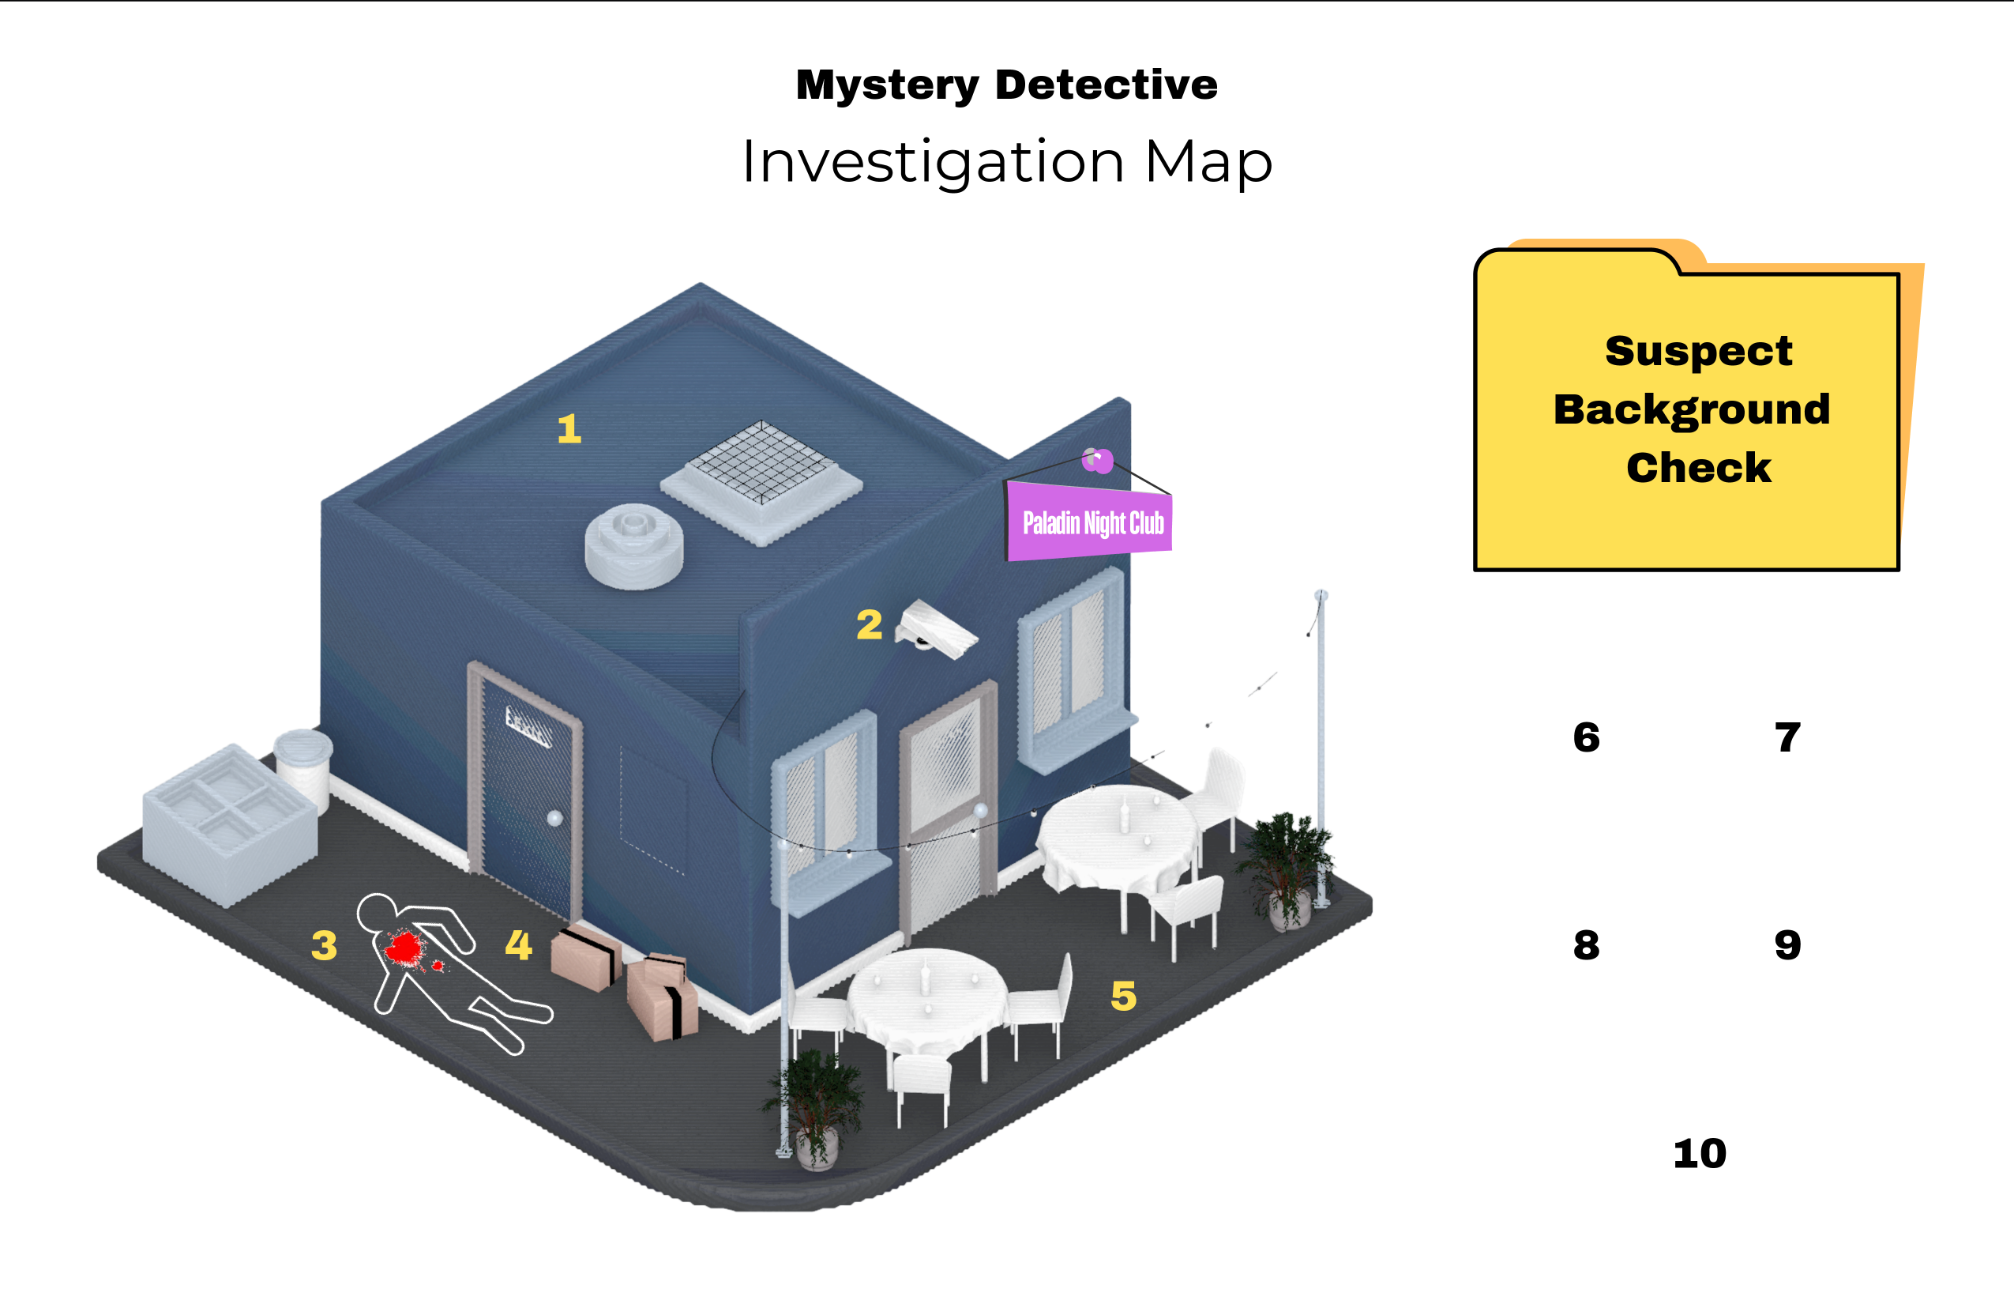 Mystery Detective
Investigation Map
Suspect
Background
Check
1
Paladin Night Club
2
EXIT
3
4
5
6
7
8
9
10